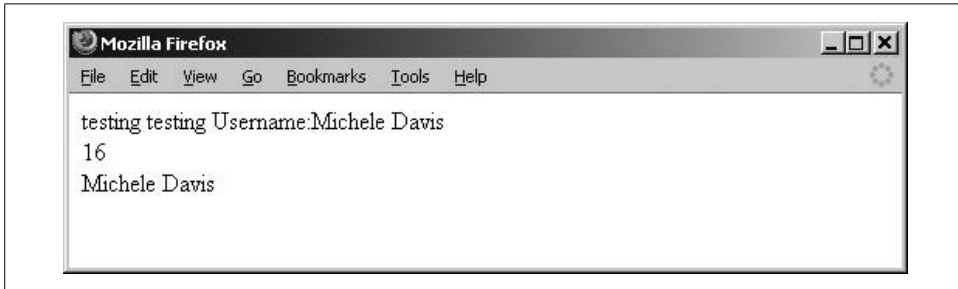 Mozilla Firefox
File Edit View Go Bookmarks Tools Help
testing testing Username:Michele Davis
16
Michele Davis